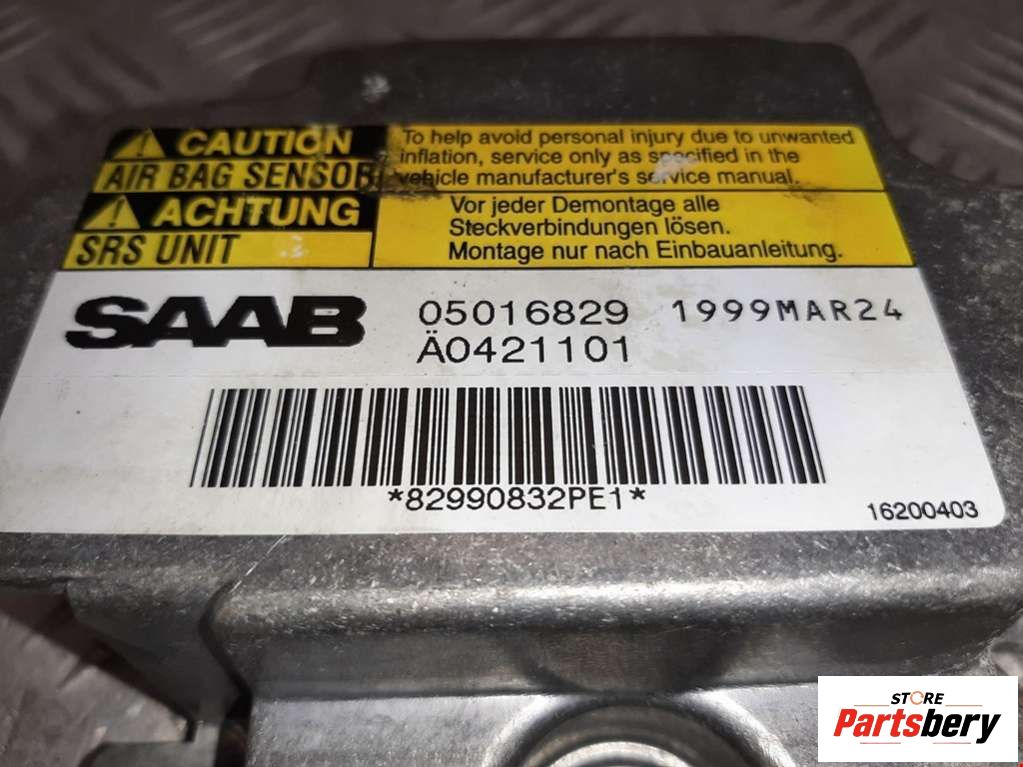 CAUTION
AIR BAG SENSOR
To help avoid personal injury due to unwanted
inflation, service only as specified in the
vehicle manufacturer's service manual.
ACHTUNG
SRS UNIT
Vor jeder Demontage alle
Steckverbindungen lösen.
Montage nur nach Einbauanleitung.
SAAB 05016829 1999MAR24
Ä0421101
*82990832PE1*
16200403
STORE
Partsbery